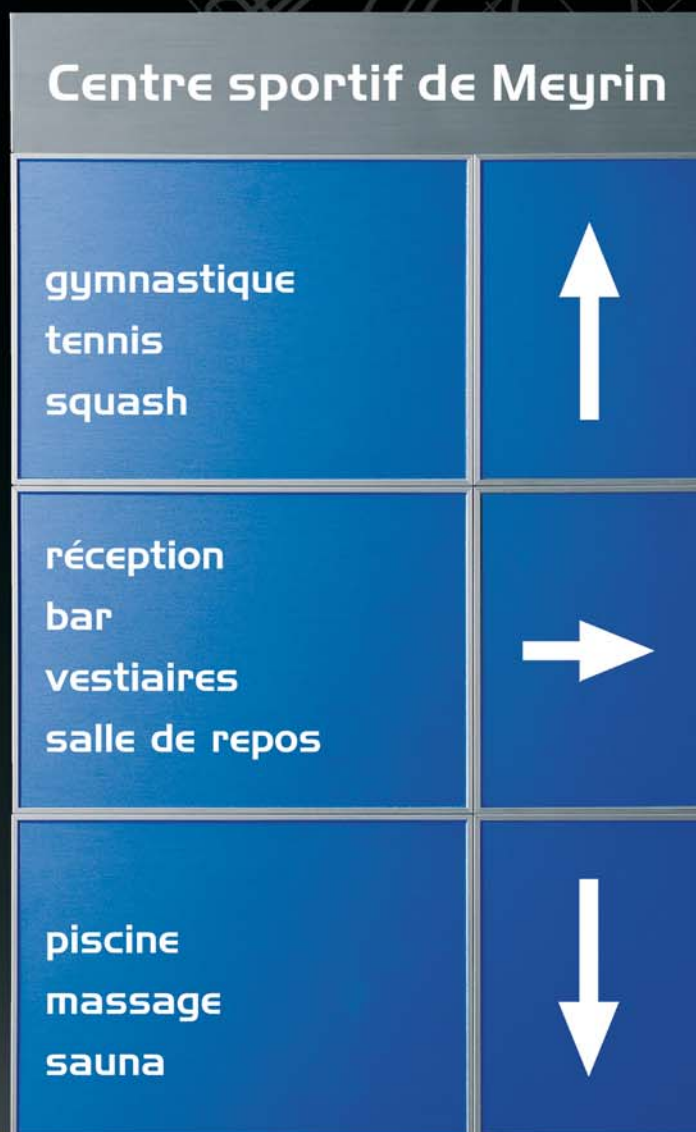 Centre sportif de Meyrin
gymnastique
tennis
squash
réception
bar
vestiaires
salle de repos
piscine
massage
sauna